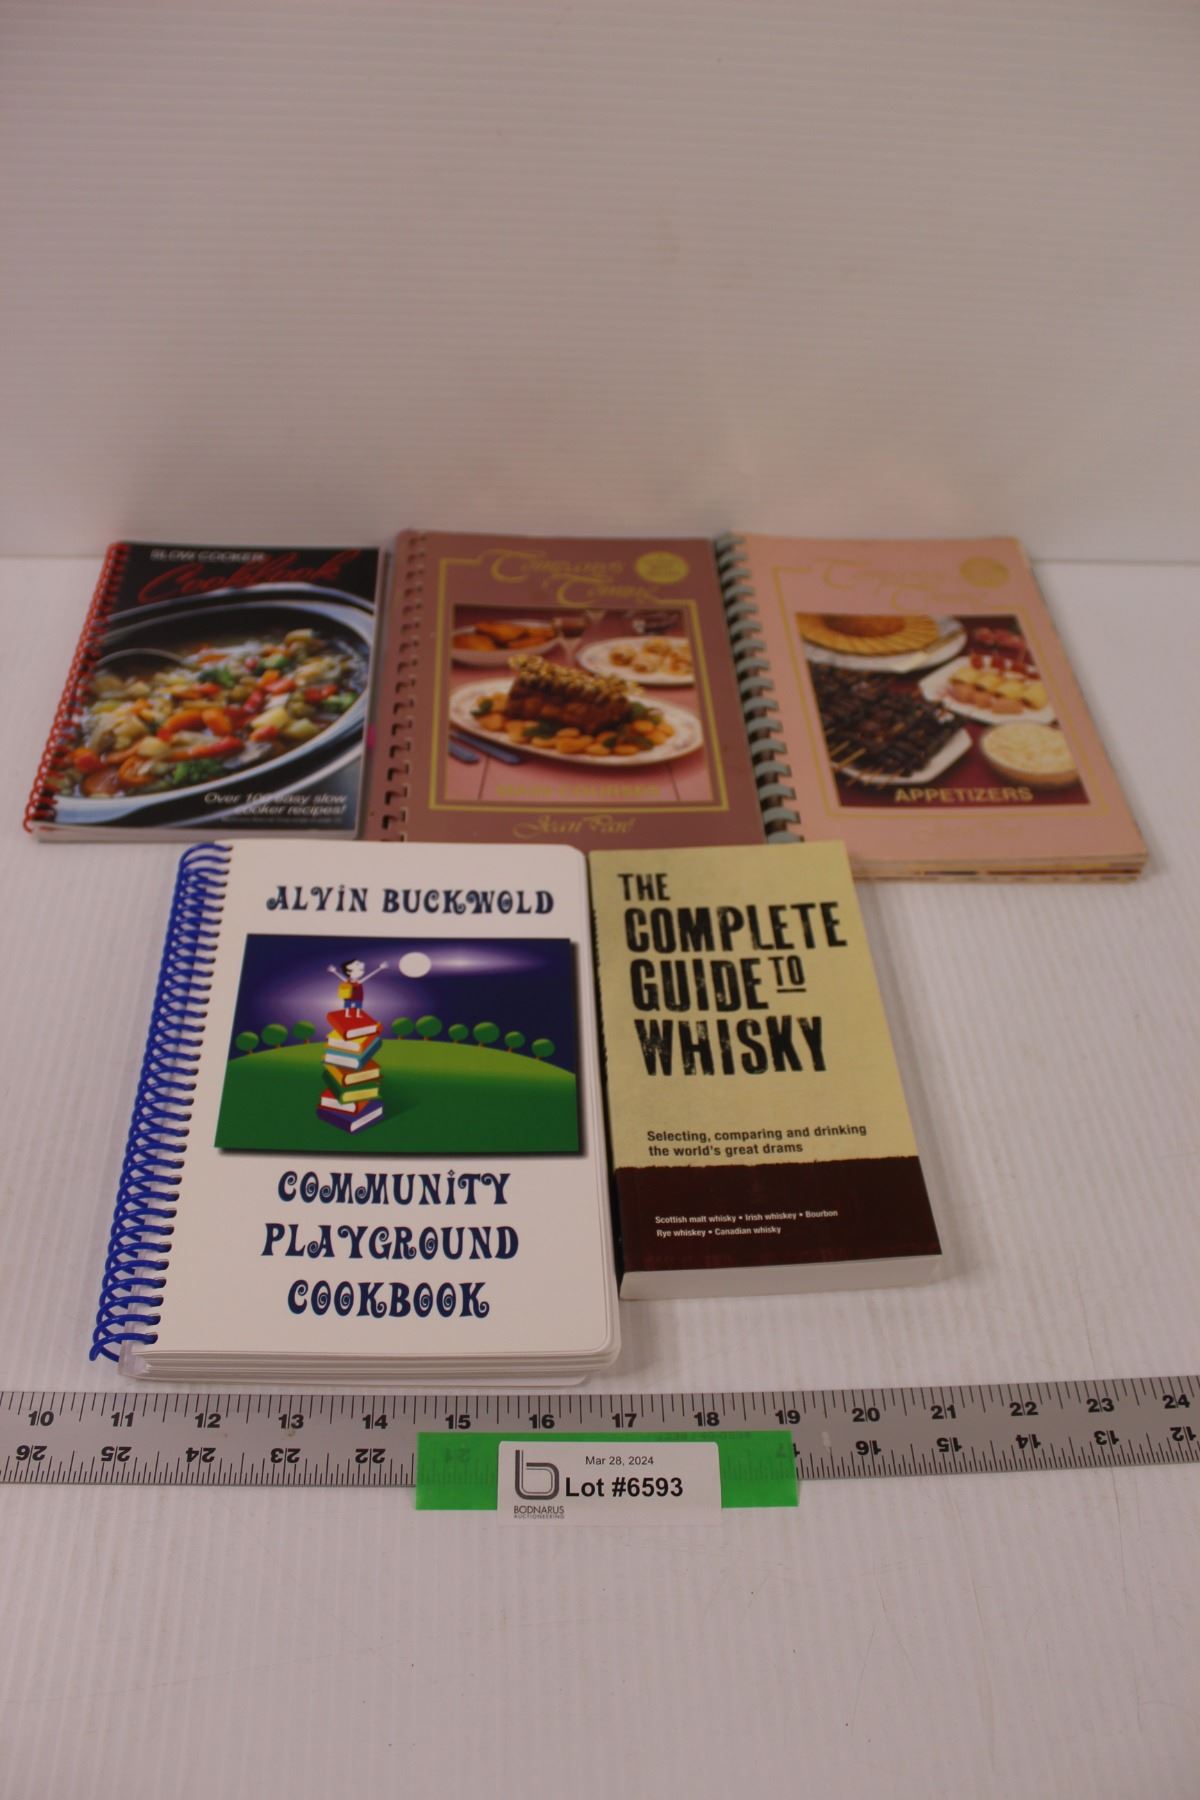 SLOW COOKER
Cookbook
Over 100 easy slow
cooker recipes!
Company's
Coming
MAIN COURSES
Jean Paré
Company's
Coming
APPETIZERS
Jean Paré
ALVIN BUCKWOLD
COMMUNITY
PLAYGROUND
COOKBOOK
THE
COMPLETE
GUIDE TO
WHISKY
Selecting, comparing and drinking
the world's great drams
Scottish malt whisky • Irish whiskey • Bourbon
Rye whiskey • Canadian whisky
10 11 12 13 14 15 16 17 18 19 20 21 22 23 24
26 25 24 23 22 21 17 16 15 14 13 12
Mar 28, 2024
Lot #6593
BODNARUS
AUCTIONEERING